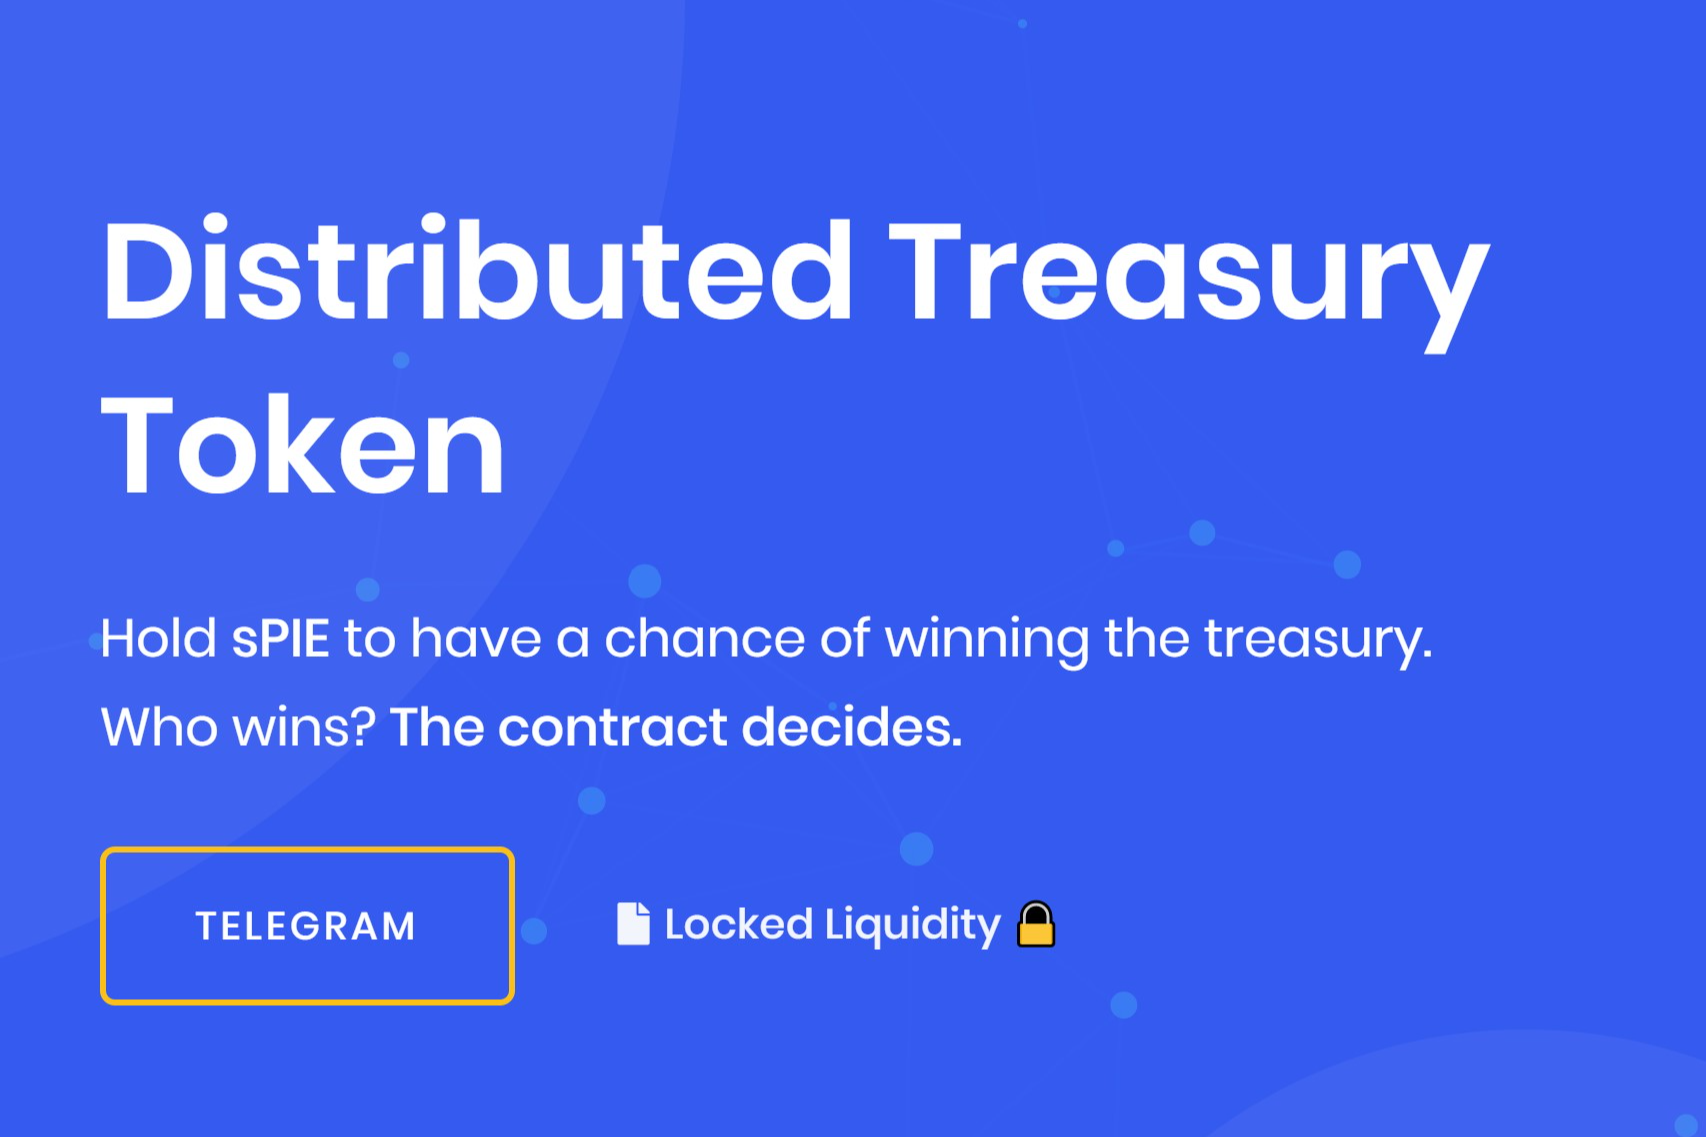 Distributed Treasury
Token
Hold sPIE to have a chance of winning the treasury.
Who wins? The contract decides.
TELEGRAM
Locked Liquidity 🔒